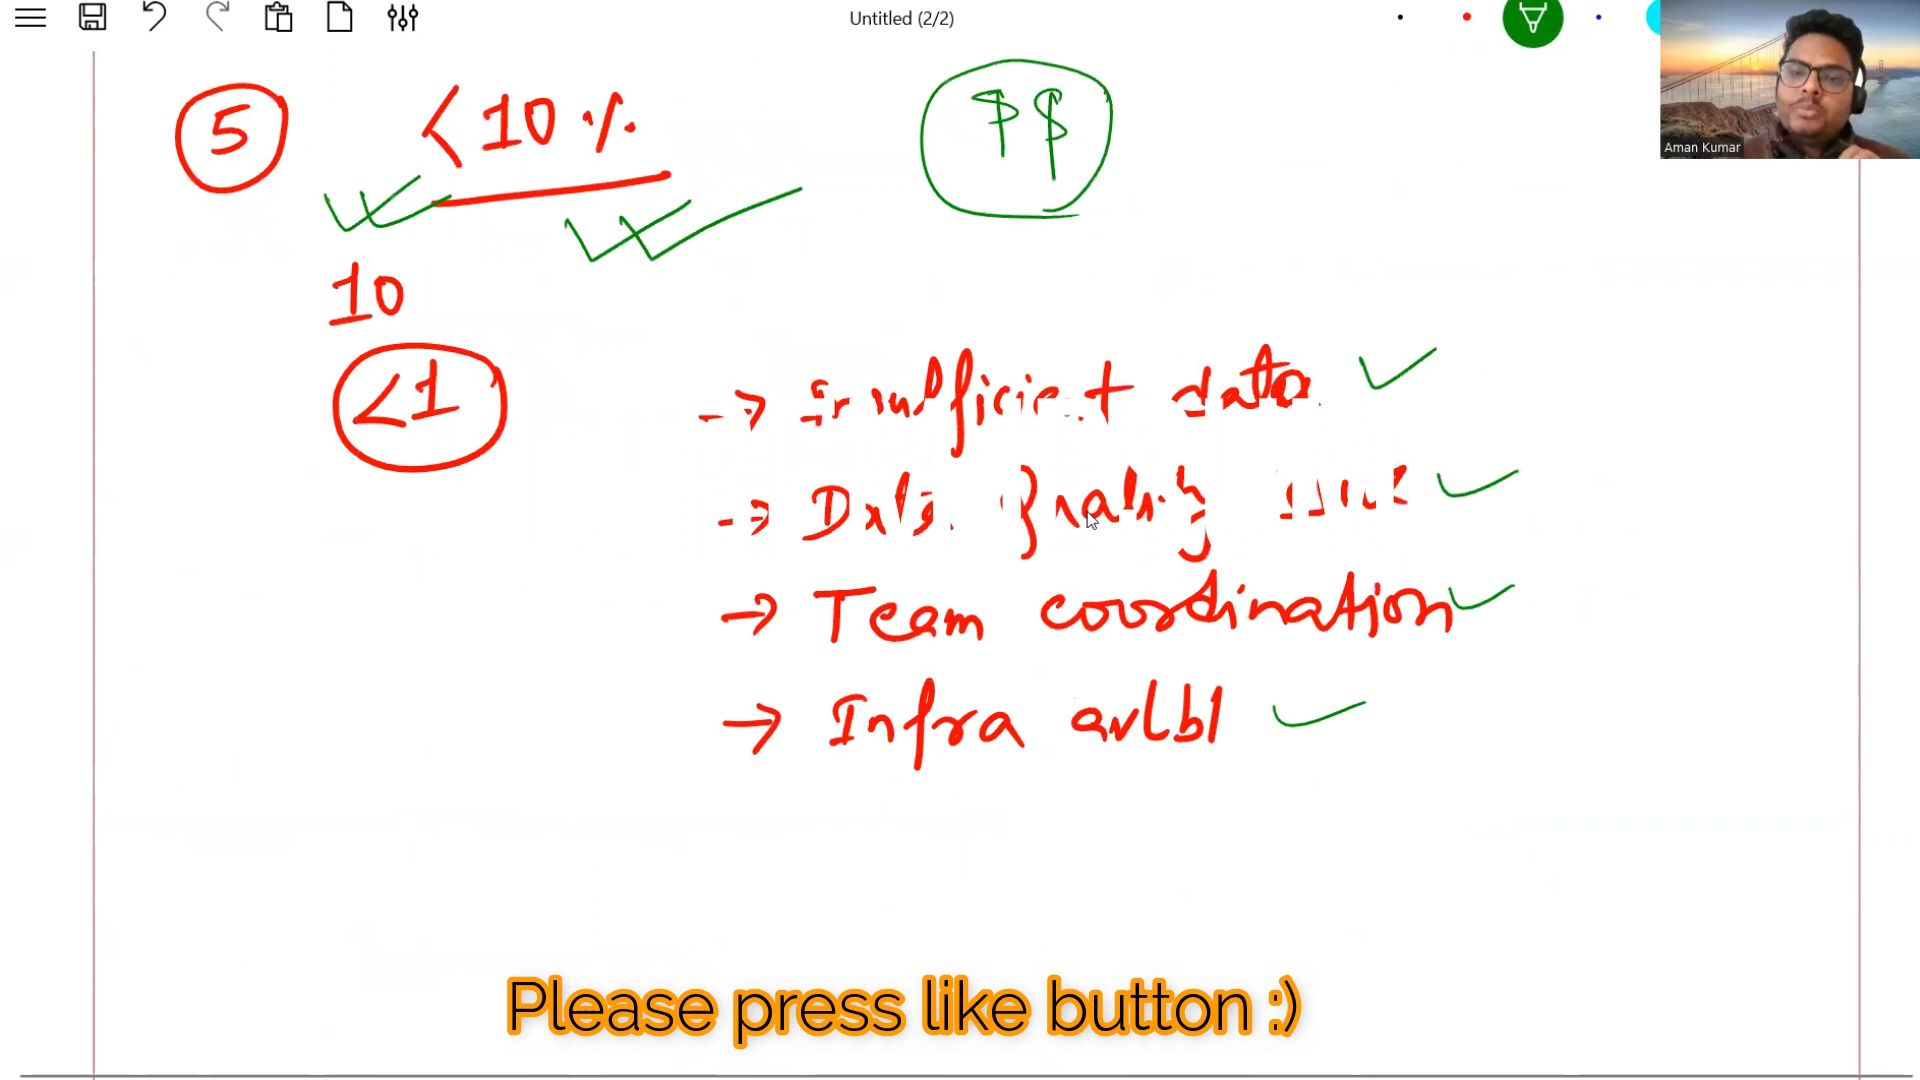 Untitled (2/2)
Aman Kumar
5 <10% $$
10
<1
→ Insufficient data ✓
→ Data Quality issue ✓
→ Team coordination ✓
→ Infra avlbl ✓
Please press like button :)